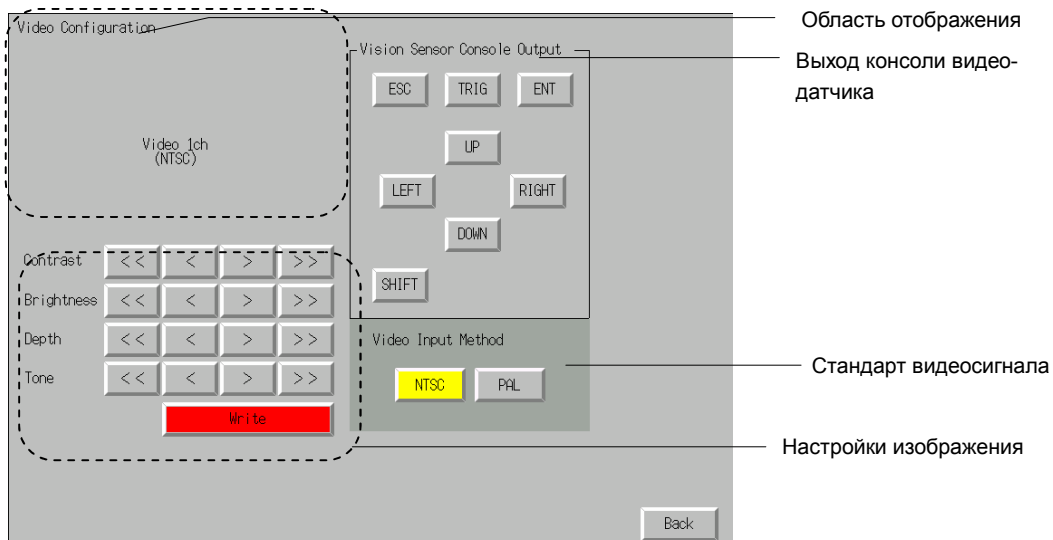 Video Configuration
Область отображения
Vision Sensor Console Output
Выход консоли видео-
датчика
ESC TRIG ENT
Video 1ch
(NTSC)
UP
LEFT RIGHT
DOWN
SHIFT
Contrast << < > >>
Brightness << < > >>
Depth << < > >>
Tone << < > >>
Write
Video Input Method
NTSC PAL
Стандарт видеосигнала
Настройки изображения
Back